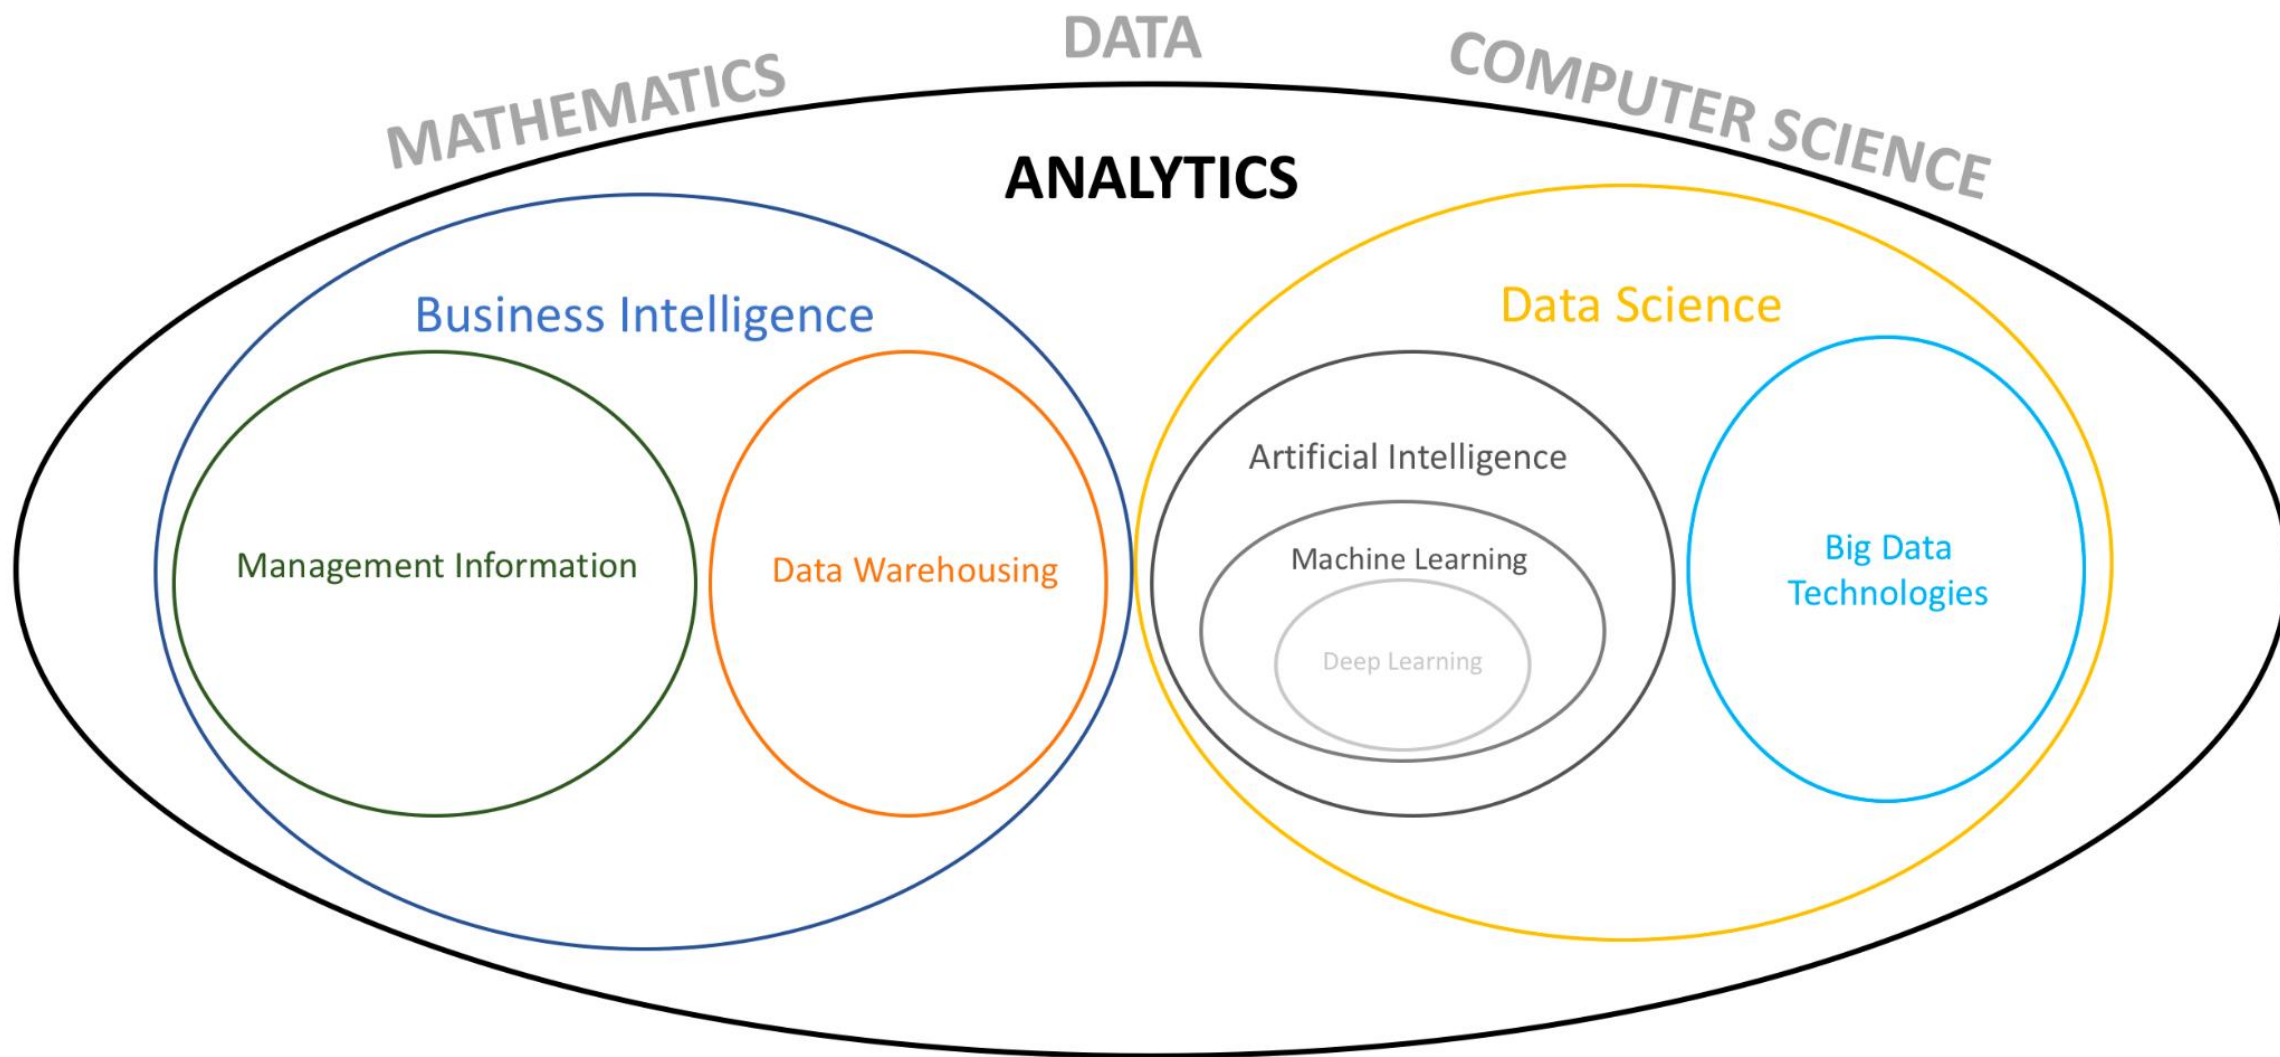 MATHEMATICS
DATA
COMPUTER SCIENCE
ANALYTICS
Business Intelligence
Management Information
Data Warehousing
Data Science
Artificial Intelligence
Machine Learning
Deep Learning
Big Data
Technologies